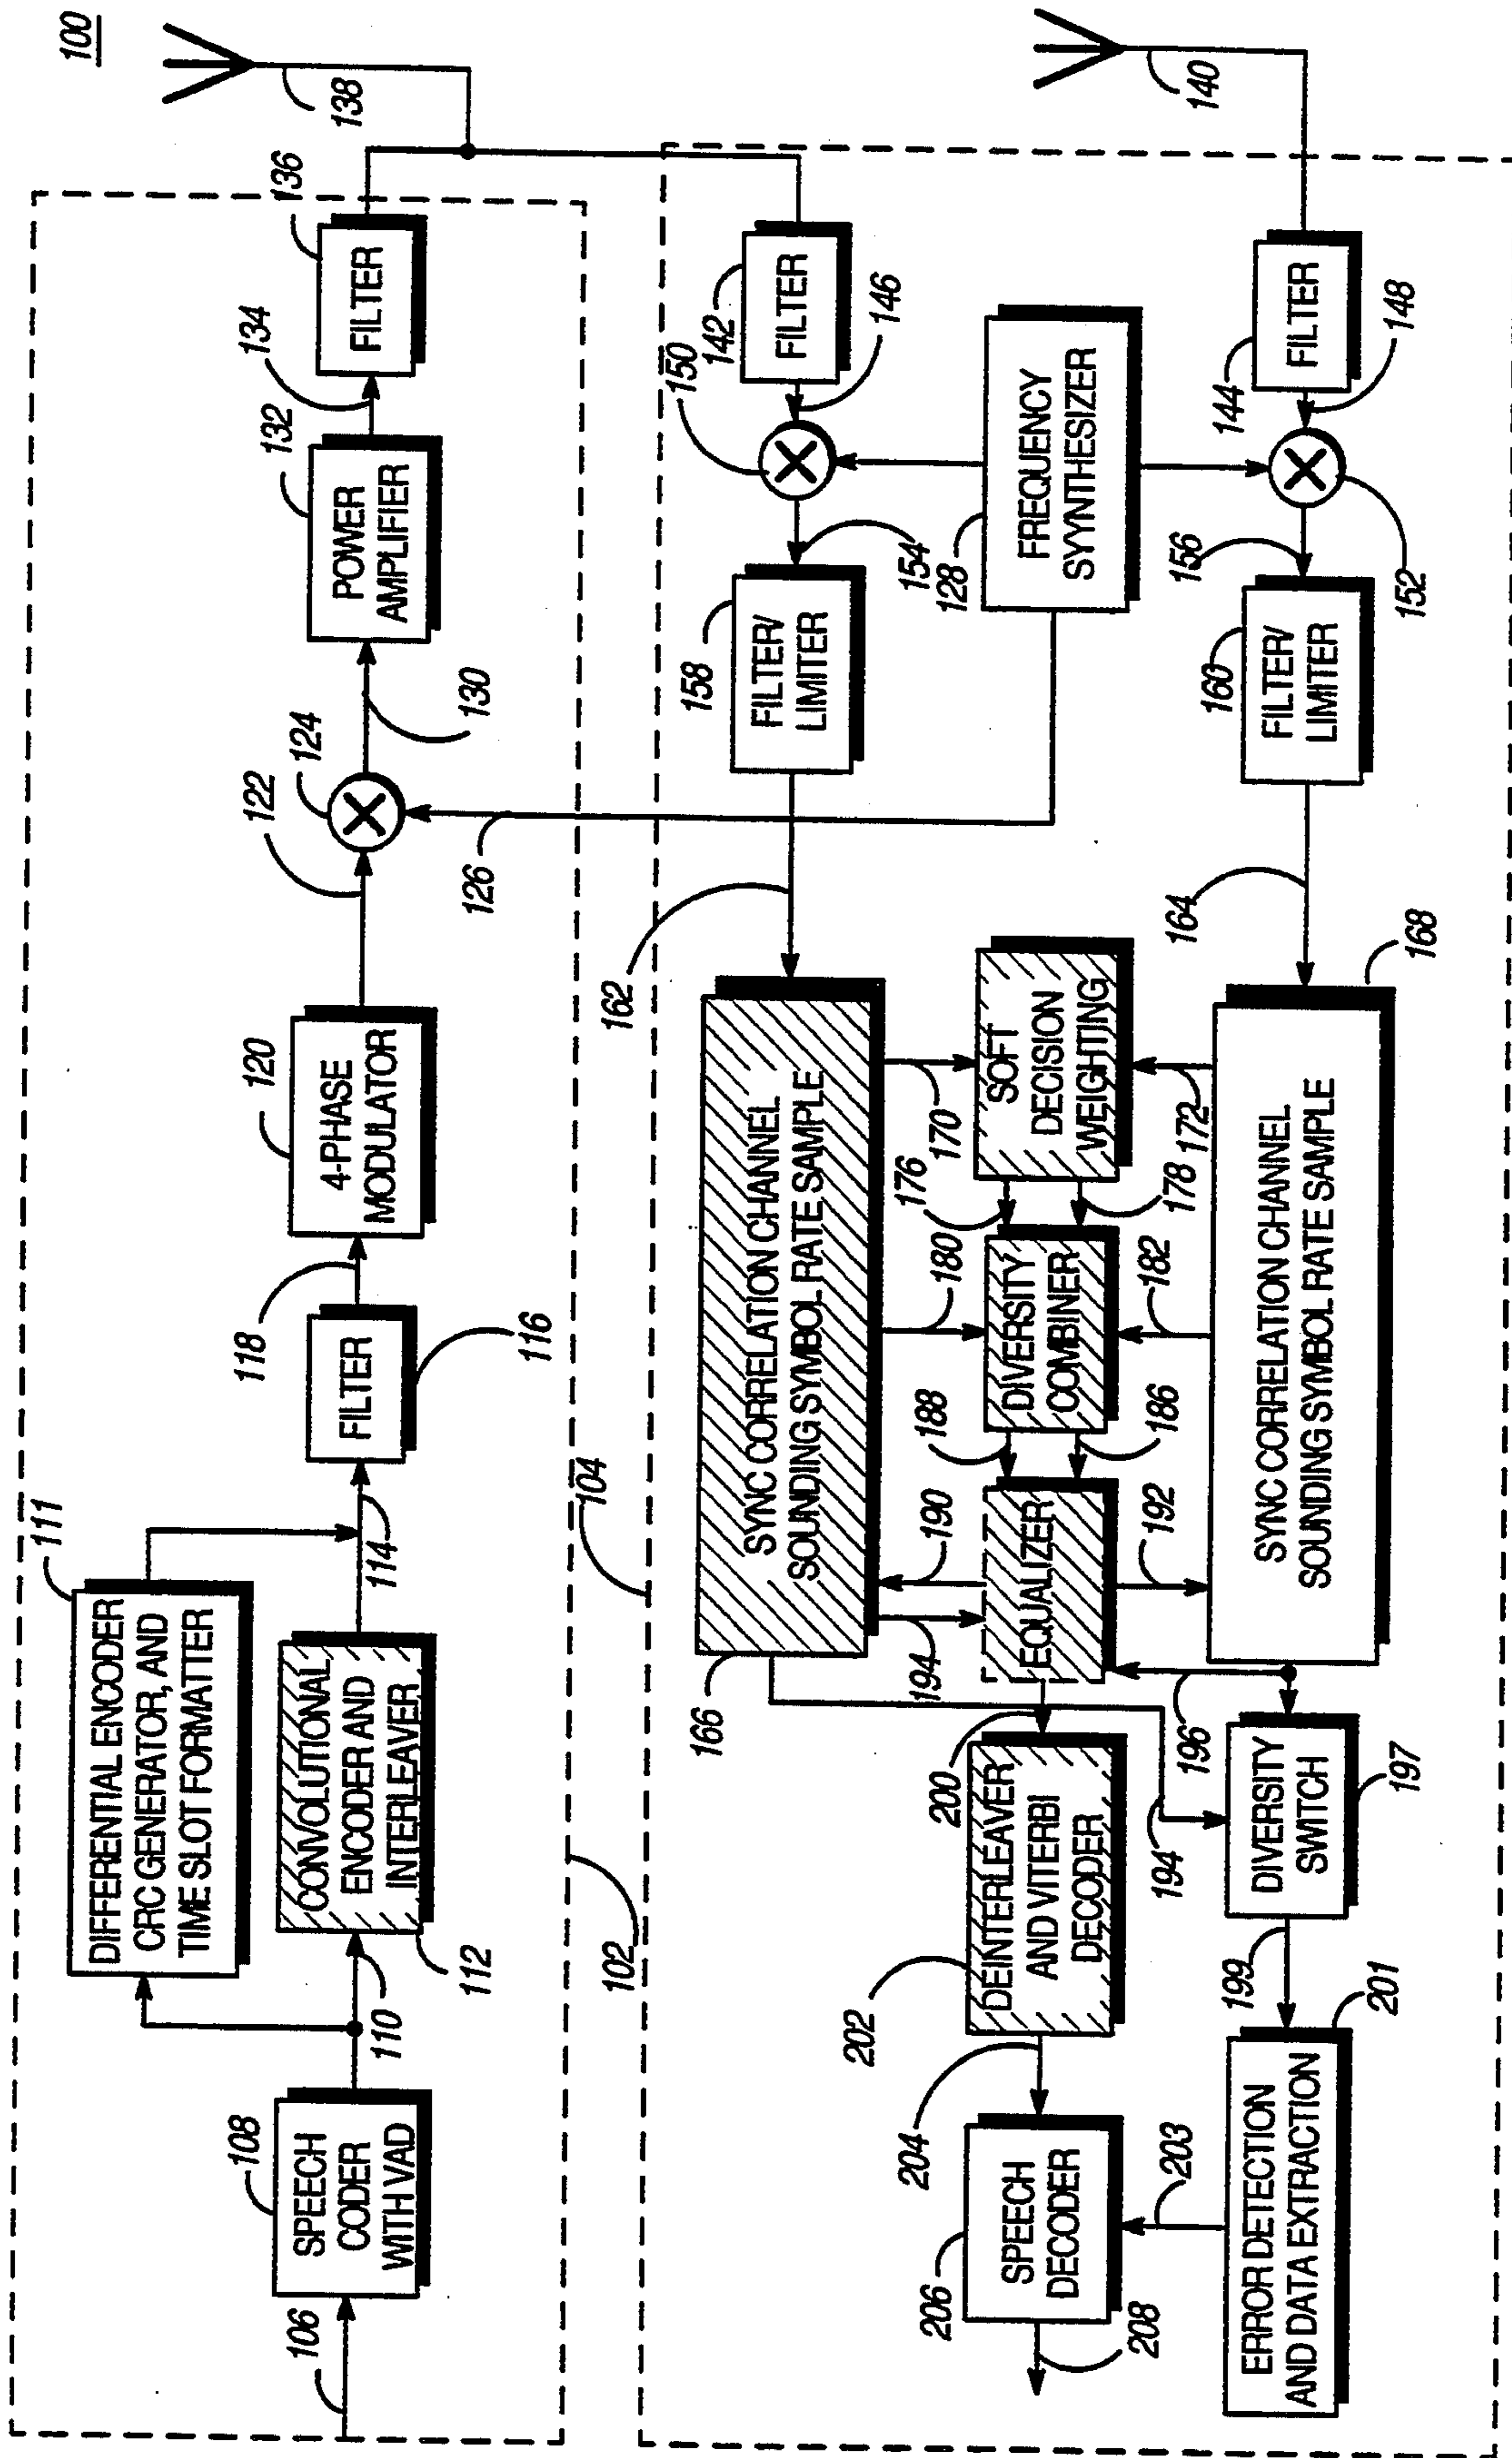 100
106
108
SPEECH
CODER
WITH VAD
110
111
DIFFERENTIAL ENCODER
CRC GENERATOR, AND
TIME SLOT FORMATTER
CONVOLUTIONAL
ENCODER AND
INTERLEAVER
112
114
FILTER
116
118
120
4-PHASE
MODULATOR
122
124
126
130
132
POWER
AMPLIFIER
134
136
FILTER
138
102
104
140
142
FILTER
146
150
154
158
FILTER/
LIMITER
128
FREQUENCY
SYYNTHESIZER
144
FILTER
148
152
156
160
FILTER/
LIMITER
162
164
166
SYNC CORRELATION CHANNEL
SOUNDING SYMBOL RATE SAMPLE
168
SYNC CORRELATION CHANNEL
SOUNDING SYMBOL RATE SAMPLE
170
172
SOFT
DECISION
WEIGHTING
176
178
180
182
DIVERSITY
COMBINER
188
186
190
192
EQUALIZER
194
196
200
194
DIVERSITY
SWITCH
197
199
202
DEINTERLEAVER
AND VITERBI
DECODER
204
206
SPEECH
DECODER
208
203
201
ERROR DETECTION
AND DATA EXTRACTION